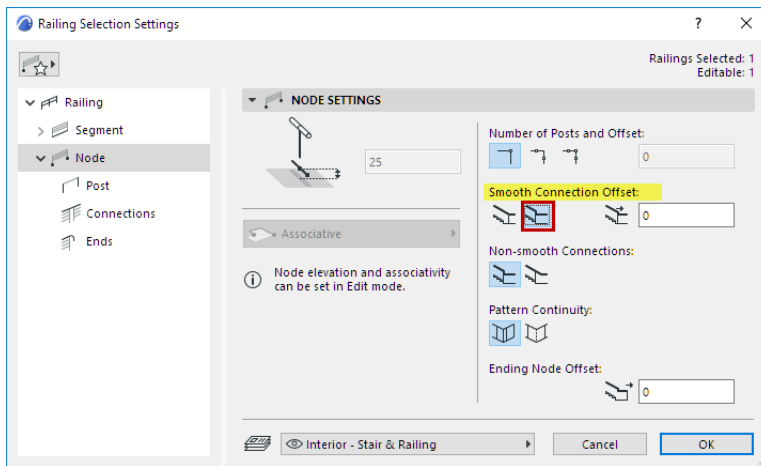 Railing Selection Settings
?
Railings Selected: 1
Editable: 1
Railing
Segment
Node
Post
Connections
Ends
NODE SETTINGS
25
Associative
Node elevation and associativity
can be set in Edit mode.
Number of Posts and Offset:
0
Smooth Connection Offset:
0
Non-smooth Connections:
Pattern Continuity:
Ending Node Offset:
0
Interior - Stair & Railing
Cancel
OK